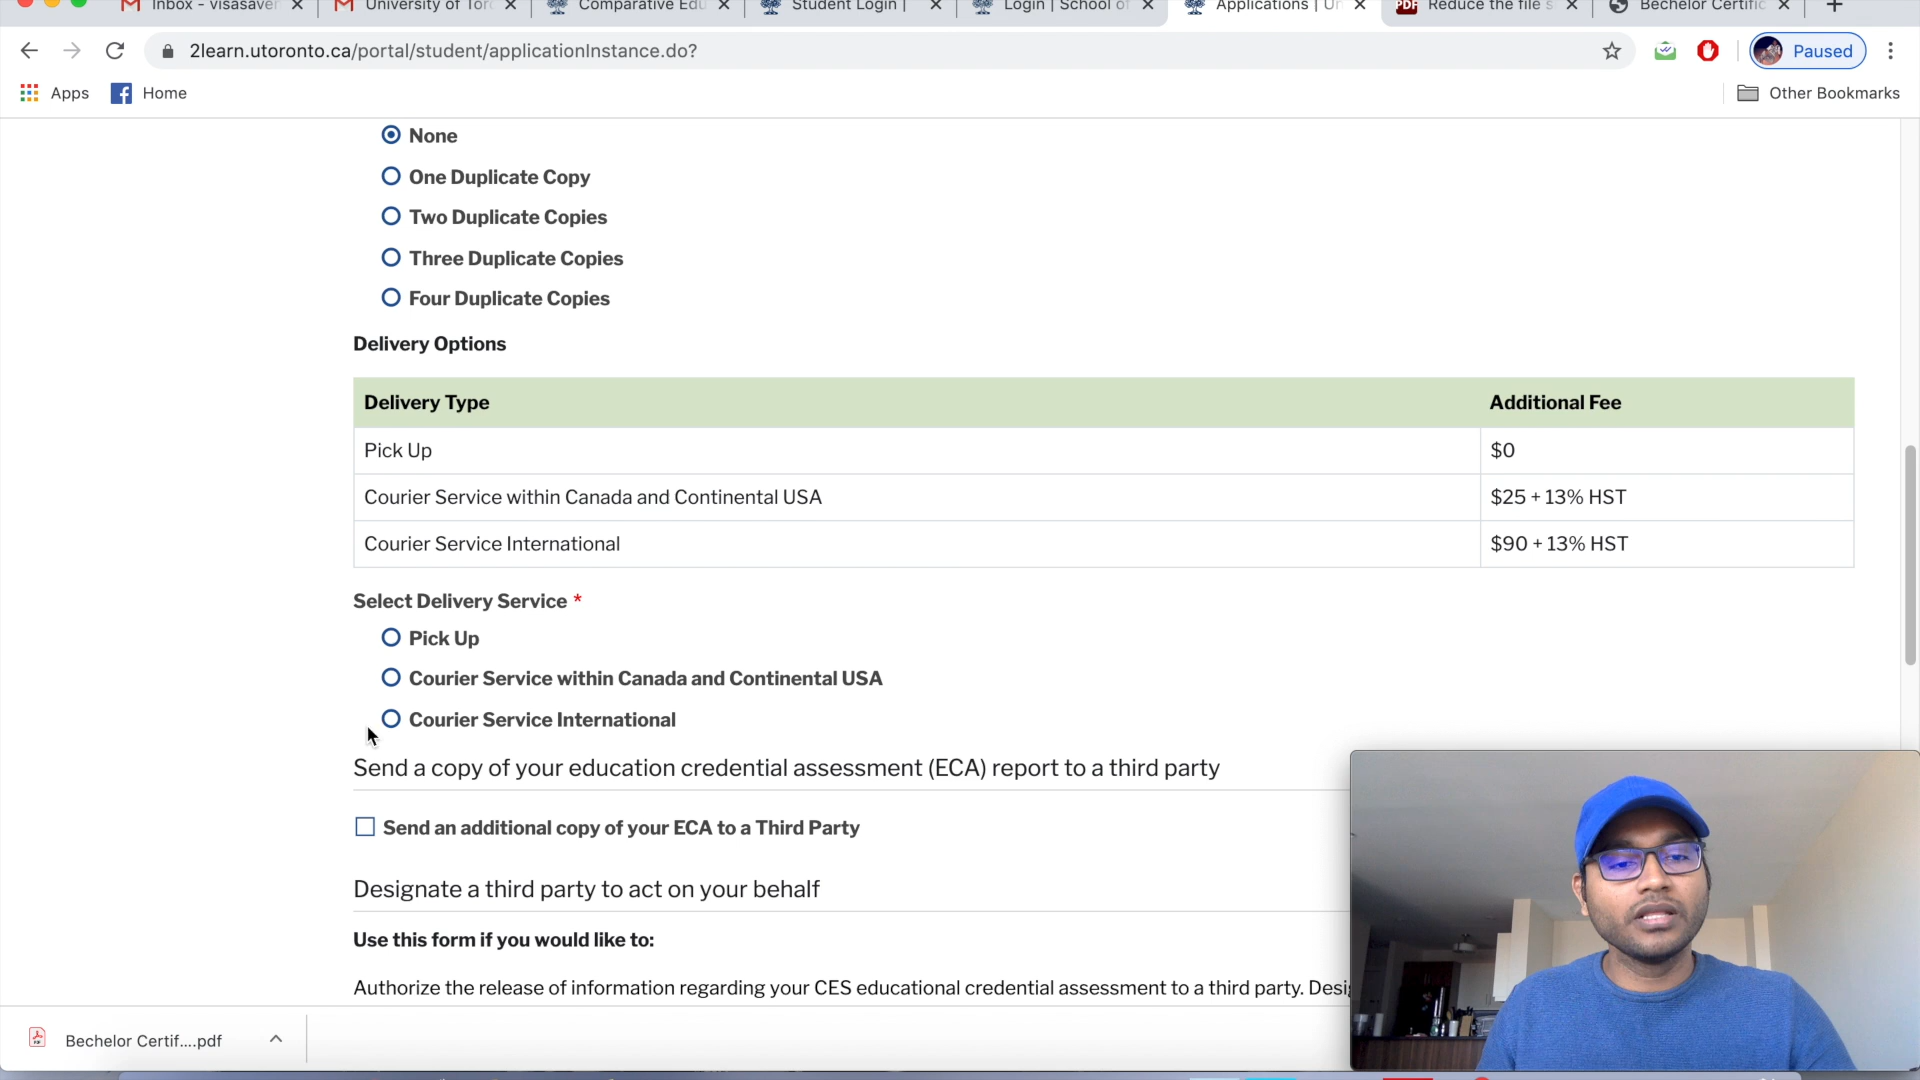 Inbox - visasaver
University of Toro
Comparative Edu
Student Login |
Login | School of
Applications | Un
Reduce the file s
Bechelor Certific
2learn.utoronto.ca/portal/student/applicationInstance.do?
Paused
Apps
Home
Other Bookmarks
None
One Duplicate Copy
Two Duplicate Copies
Three Duplicate Copies
Four Duplicate Copies
Delivery Options
Delivery Type Additional Fee
Pick Up $0
Courier Service within Canada and Continental USA $25 + 13% HST
Courier Service International $90 + 13% HST
Select Delivery Service *
Pick Up
Courier Service within Canada and Continental USA
Courier Service International
Send a copy of your education credential assessment (ECA) report to a third party
Send an additional copy of your ECA to a Third Party
Designate a third party to act on your behalf
Use this form if you would like to:
Authorize the release of information regarding your CES educational credential assessment to a third party. Desig
Bechelor Certif....pdf